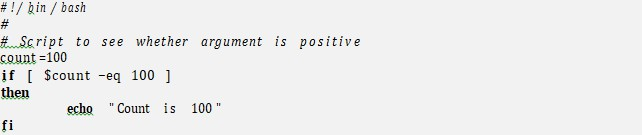 #!/ bin / bash
#
# Script to see whether argument is positive
count =100
if [ $count −eq 100 ]
then
echo "Count is 100"
fi